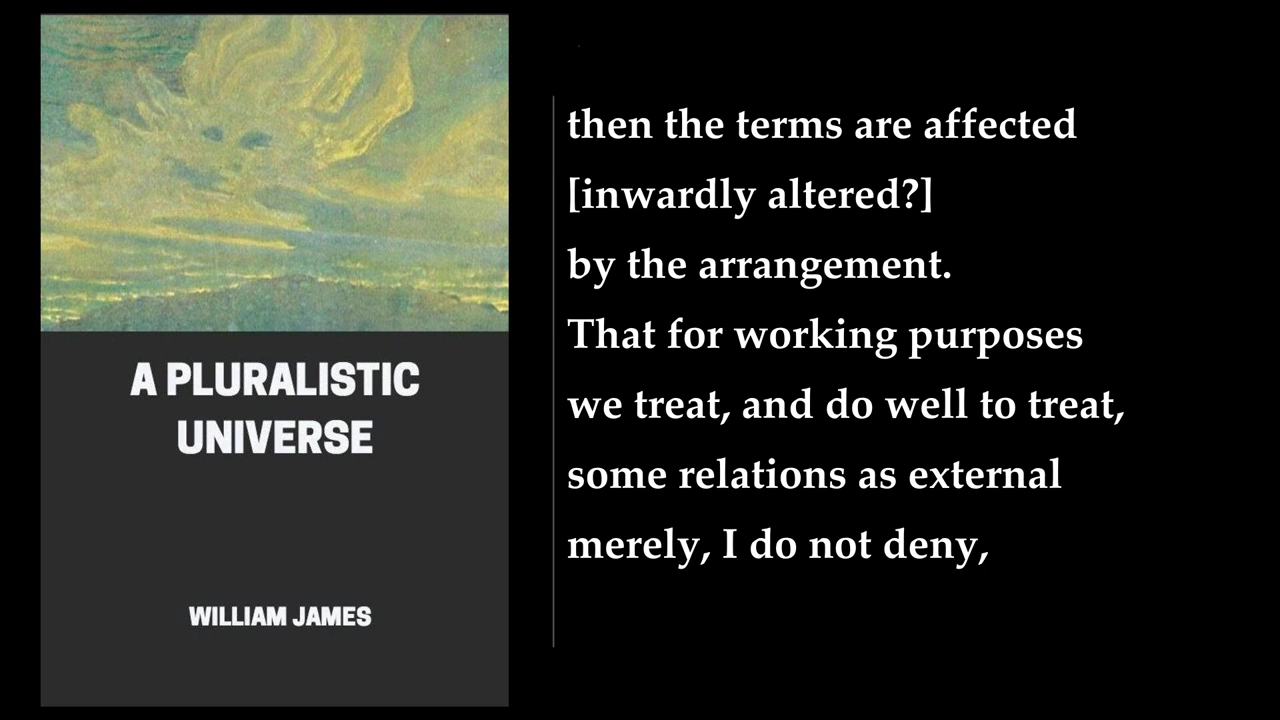 A PLURALISTIC
UNIVERSE
WILLIAM JAMES
then the terms are affected
[inwardly altered?]
by the arrangement.
That for working purposes
we treat, and do well to treat,
some relations as external
merely, I do not deny,